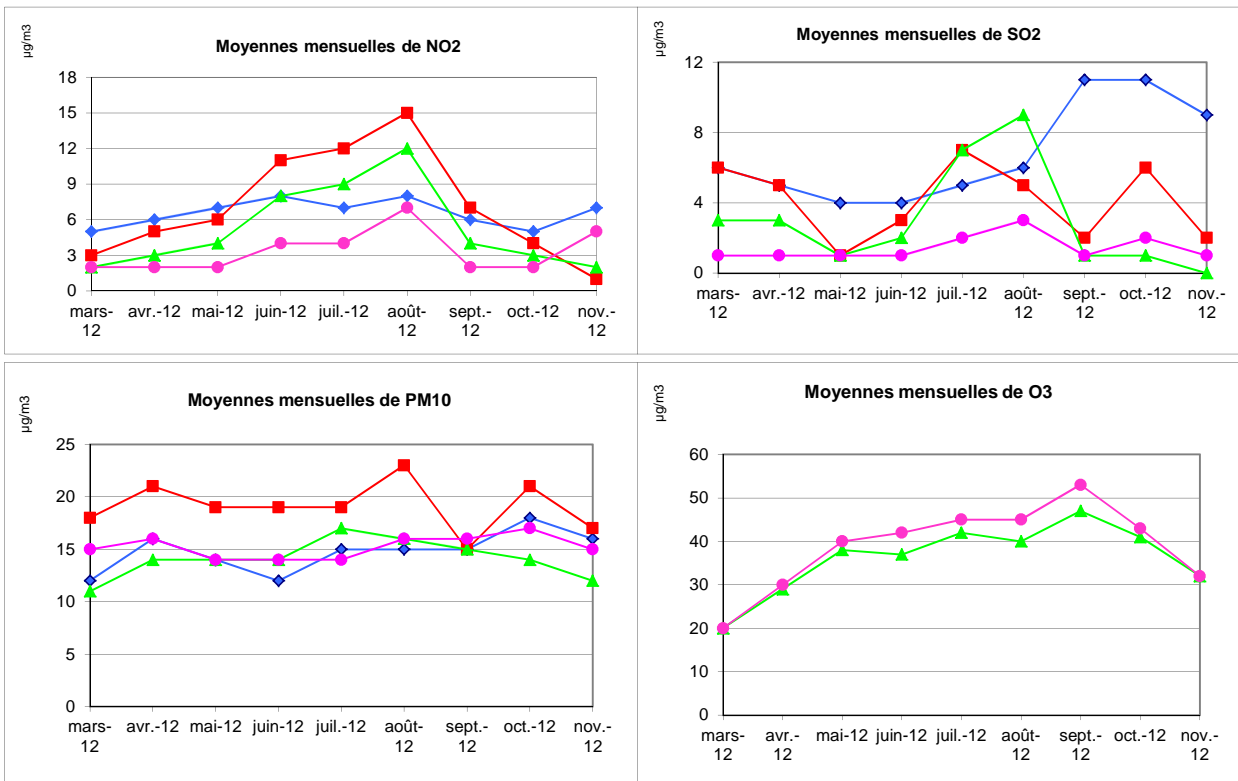 µg/m3
Moyennes mensuelles de NO2
18
15
12
9
6
3
0
mars-
12
avr.-12
mai-12
juin-12
juil.-12
août-
12
sept.-
12
oct.-12
nov.-
12
µg/m3
Moyennes mensuelles de SO2
12
8
4
0
mars-
12
avr.-12
mai-12
juin-12
juil.-12
août-
12
sept.-
12
oct.-12
nov.-
12
µg/m3
Moyennes mensuelles de PM10
25
20
15
10
5
0
mars-
12
avr.-12
mai-12
juin-12
juil.-12
août-
12
sept.-
12
oct.-12
nov.-
12
µg/m3
Moyennes mensuelles de O3
60
50
40
30
20
10
0
mars-
12
avr.-
12
mai-12
juin-12
juil.-12
août-
12
sept.-
12
oct.-12
nov.-
12